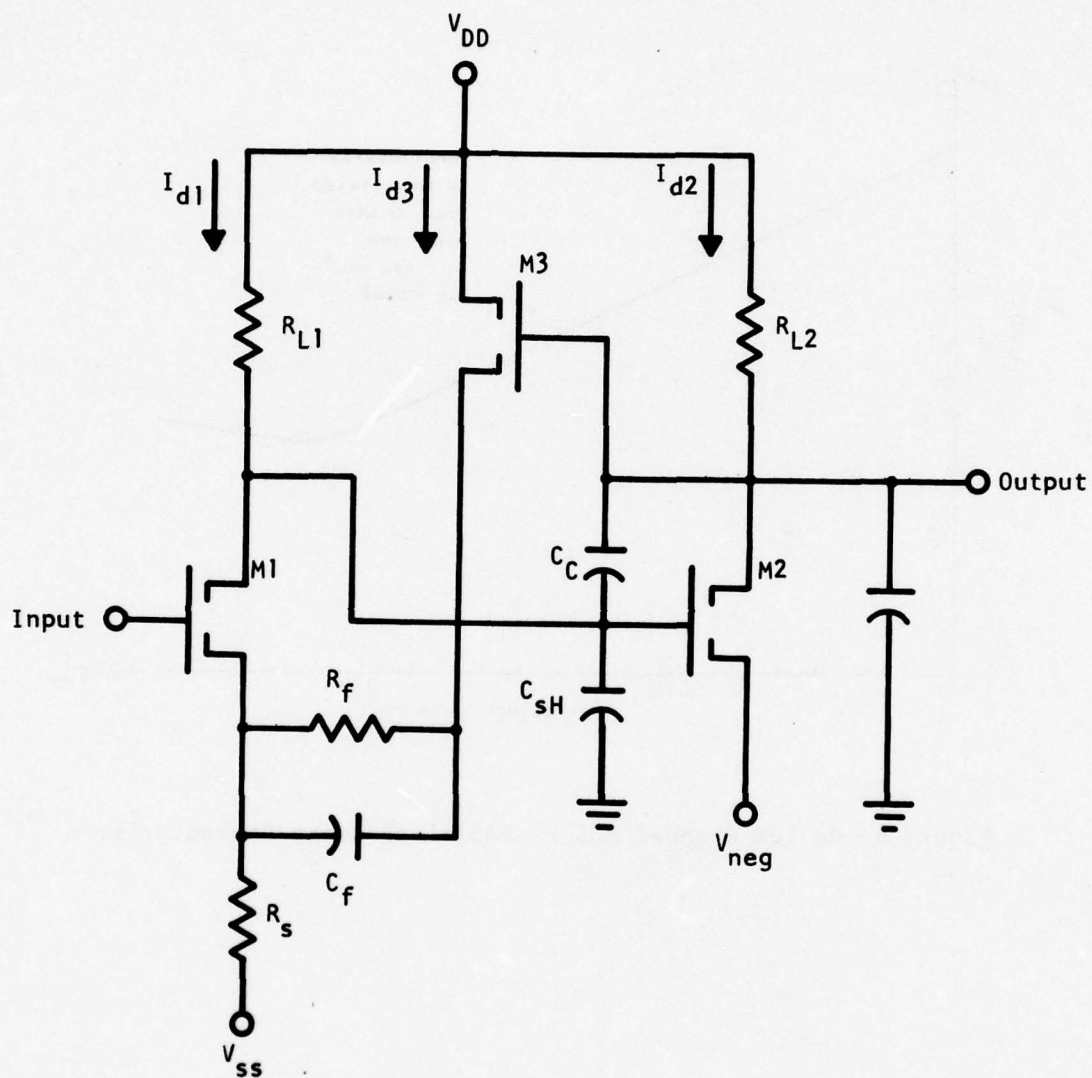 V_DD
I_d1
I_d3
I_d2
M3
R_L1
R_L2
Output
C_C
M1
M2
Input
R_f
C_sH
V_neg
C_f
R_s
V_ss